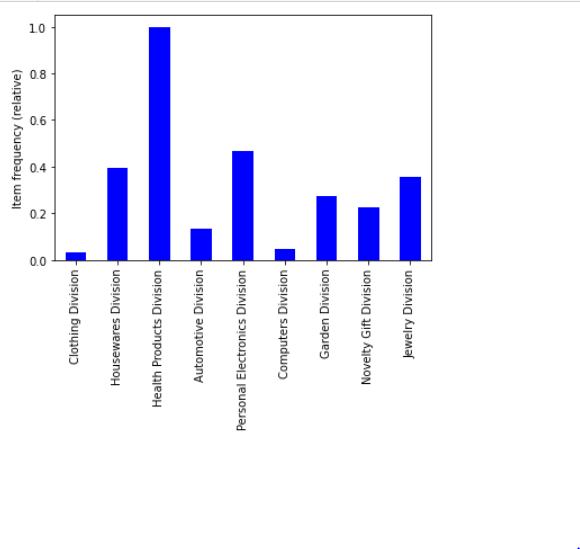 1.0
0.8
0.6
0.4
0.2
0.0
Item frequency (relative)
Clothing Division
Housewares Division
Health Products Division
Automotive Division
Personal Electronics Division
Computers Division
Garden Division
Novelty Gift Division
Jewelry Division